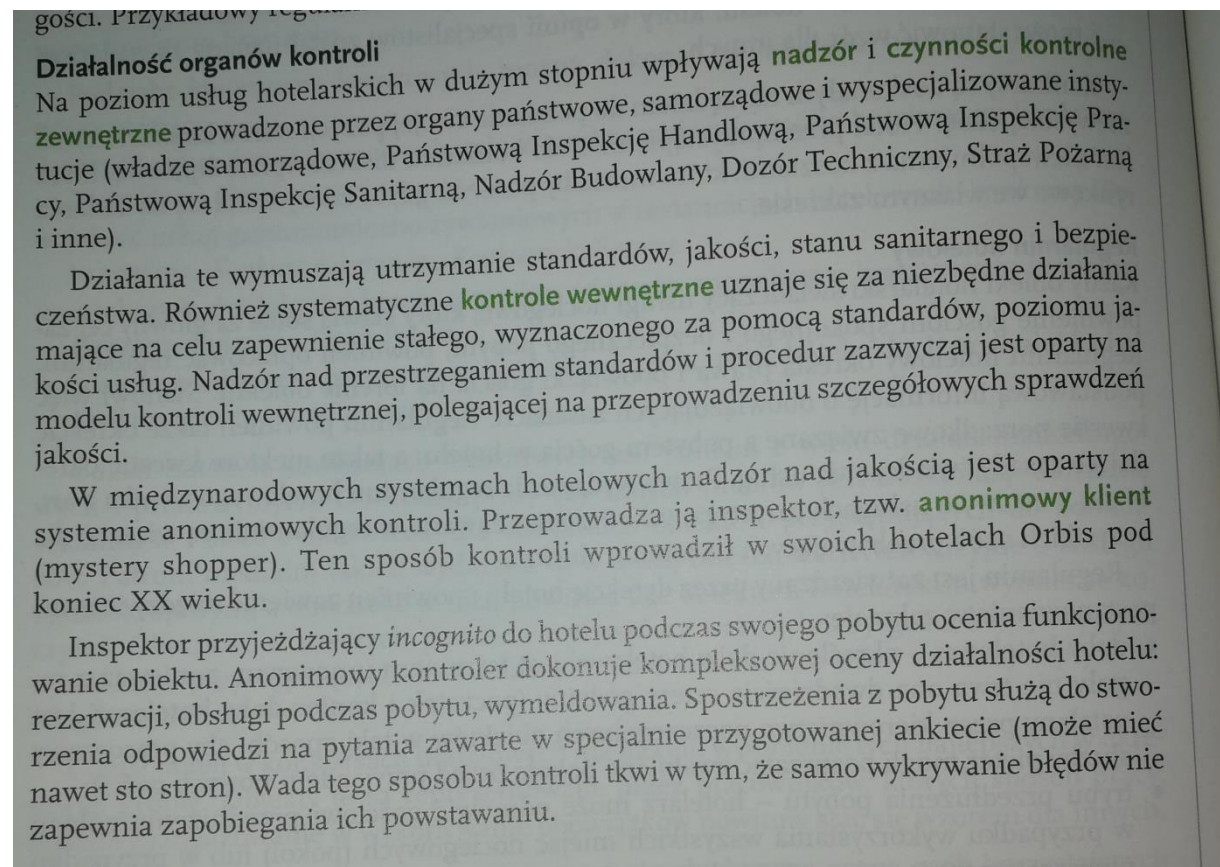 gości. Przykładowy
Działalność organów kontroli
Na poziom usług hotelarskich w dużym stopniu wpływają nadzór i czynności kontrolne
zewnętrzne prowadzone przez organy państwowe, samorządowe i wyspecjalizowane insty-
tucje (władze samorządowe, Państwową Inspekcję Handlową, Państwową Inspekcję Pra-
cy, Państwową Inspekcję Sanitarną, Nadzór Budowlany, Dozór Techniczny, Straż Pożarną
i inne).
Działania te wymuszają utrzymanie standardów, jakości, stanu sanitarnego i bezpie-
czeństwa. Również systematyczne kontrole wewnętrzne uznaje się za niezbędne działania
mające na celu zapewnienie stałego, wyznaczonego za pomocą standardów, poziomu ja-
kości usług. Nadzór nad przestrzeganiem standardów i procedur zazwyczaj jest oparty na
modelu kontroli wewnętrznej, polegającej na przeprowadzeniu szczegółowych sprawdzeń
jakości.
W międzynarodowych systemach hotelowych nadzór nad jakością jest oparty na
systemie anonimowych kontroli. Przeprowadza ją inspektor, tzw. anonimowy klient
(mystery shopper). Ten sposób kontroli wprowadził w swoich hotelach Orbis pod
koniec XX wieku.
Inspektor przyjeżdżający incognito do hotelu podczas swojego pobytu ocenia funkcjono-
wanie obiektu. Anonimowy kontroler dokonuje kompleksowej oceny działalności hotelu:
rezerwacji, obsługi podczas pobytu, wymeldowania. Spostrzeżenia z pobytu służą do stwo-
rzenia odpowiedzi na pytania zawarte w specjalnie przygotowanej ankiecie (może mieć
nawet sto stron). Wada tego sposobu kontroli tkwi w tym, że samo wykrywanie błędów nie
zapewnia zapobiegania ich powstawaniu.